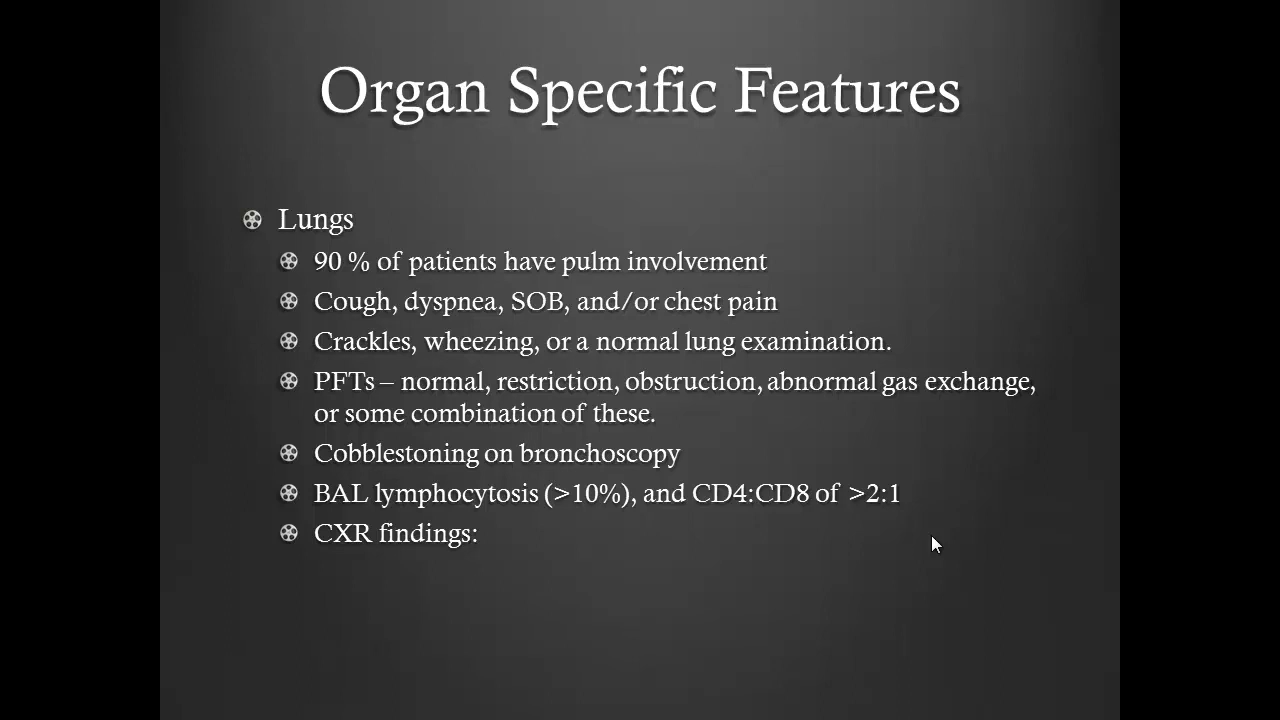 Organ Specific Features
Lungs
90 % of patients have pulm involvement
Cough, dyspnea, SOB, and/or chest pain
Crackles, wheezing, or a normal lung examination.
PFTs – normal, restriction, obstruction, abnormal gas exchange,
or some combination of these.
Cobblestoning on bronchoscopy
BAL lymphocytosis (>10%), and CD4:CD8 of >2:1
CXR findings: